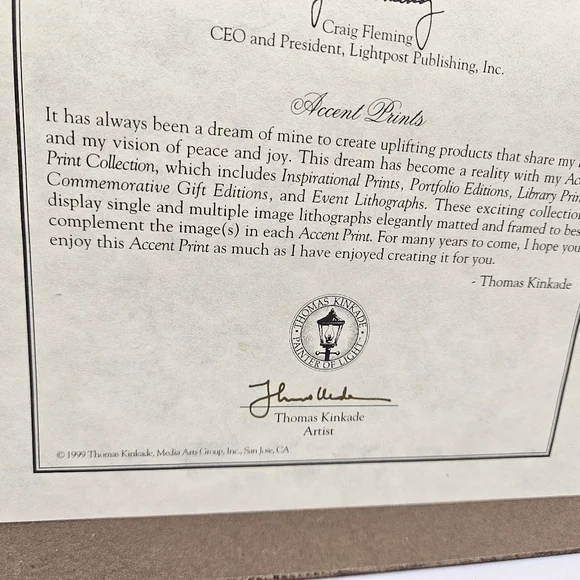 Craig Fleming
CEO and President, Lightpost Publishing, Inc.
Accent Prints
It has always been a dream of mine to create uplifting products that share my
and my vision of peace and joy. This dream has become a reality with my
Print Collection, which includes Inspirational Prints, Portfolio Editions, Library
Commemorative Gift Editions, and Event Lithographs. These exciting
display single and multiple image lithographs elegantly matted and framed to
complement the image(s) in each Accent Print. For many years to come, I hope
enjoy this Accent Print as much as I have enjoyed creating it for you.
- Thomas Kinkade
THOMAS KINKADE
PAINTER OF LIGHT
Thomas Kinkade
Artist
© 1999 Thomas Kinkade, Media Arts Group, Inc., San Jose, CA